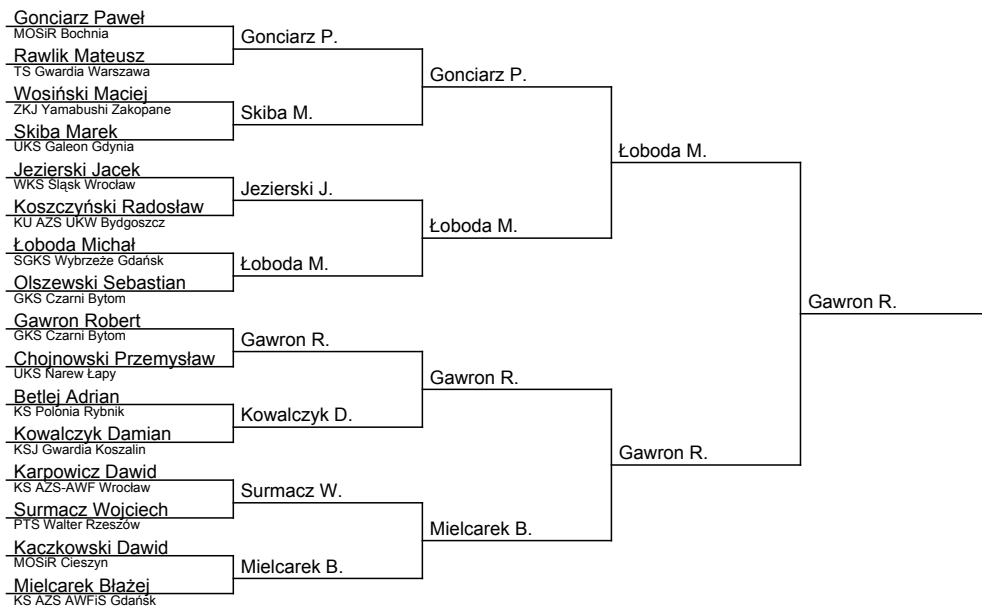 Gonciarz Paweł
MOSiR Bochnia
Rawlik Mateusz
TS Gwardia Warszawa
Wosiński Maciej
ZKJ Yamabushi Zakopane
Skiba Marek
UKS Galeon Gdynia
Jezierski Jacek
WKS Śląsk Wrocław
Koszczyński Radosław
KU AZS UKW Bydgoszcz
Łoboda Michał
SGKS Wybrzeże Gdańsk
Olszewski Sebastian
GKS Czarni Bytom
Gawron Robert
GKS Czarni Bytom
Chojnowski Przemysław
UKS Narew Łapy
Betlej Adrian
KS Polonia Rybnik
Kowalczyk Damian
KSJ Gwardia Koszalin
Karpowicz Dawid
KS AZS-AWF Wrocław
Surmacz Wojciech
PTS Walter Rzeszów
Kaczkowski Dawid
MOSiR Cieszyn
Mielcarek Błażej
KS AZS AWFiS Gdańsk
Gonciarz P.
Skiba M.
Jezierski J.
Łoboda M.
Gawron R.
Kowalczyk D.
Surmacz W.
Mielcarek B.
Gonciarz P.
Łoboda M.
Gawron R.
Mielcarek B.
Łoboda M.
Gawron R.
Gawron R.